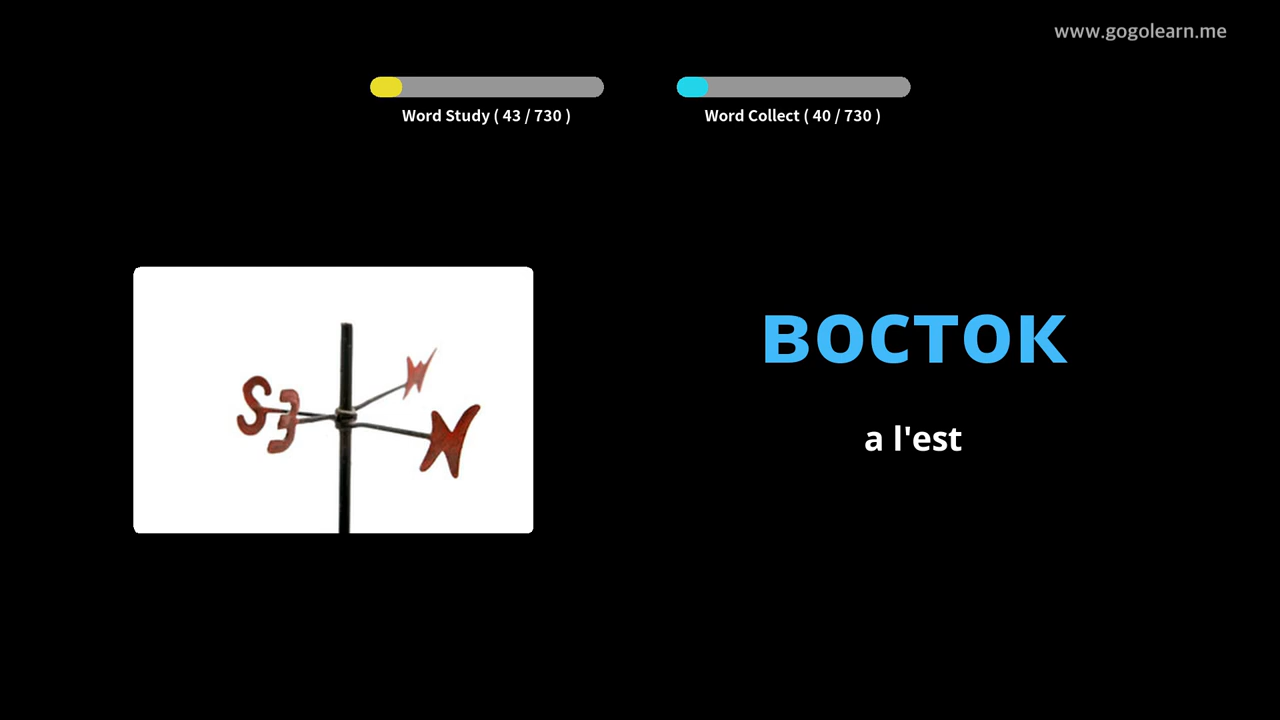 www.gogolearn.me
Word Study ( 43 / 730 )
Word Collect ( 40 / 730 )
S
E
N
восток
a l'est